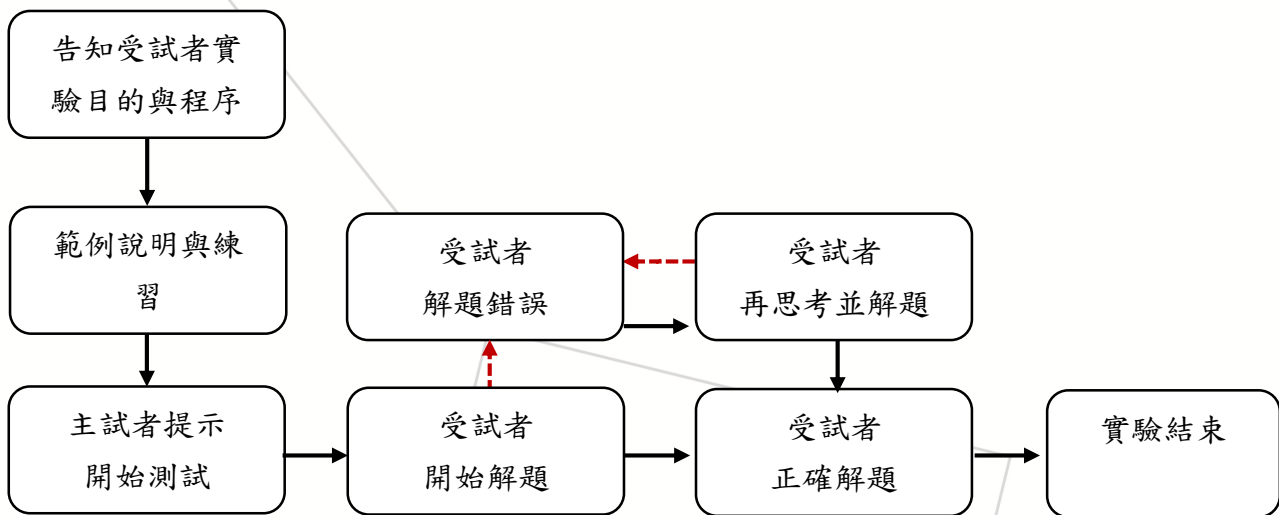 告知受試者實
驗目的與程序
範例說明與練
習
受試者
解題錯誤
受試者
再思考並解題
主試者提示
開始測試
受試者
開始解題
受試者
正確解題
實驗結束